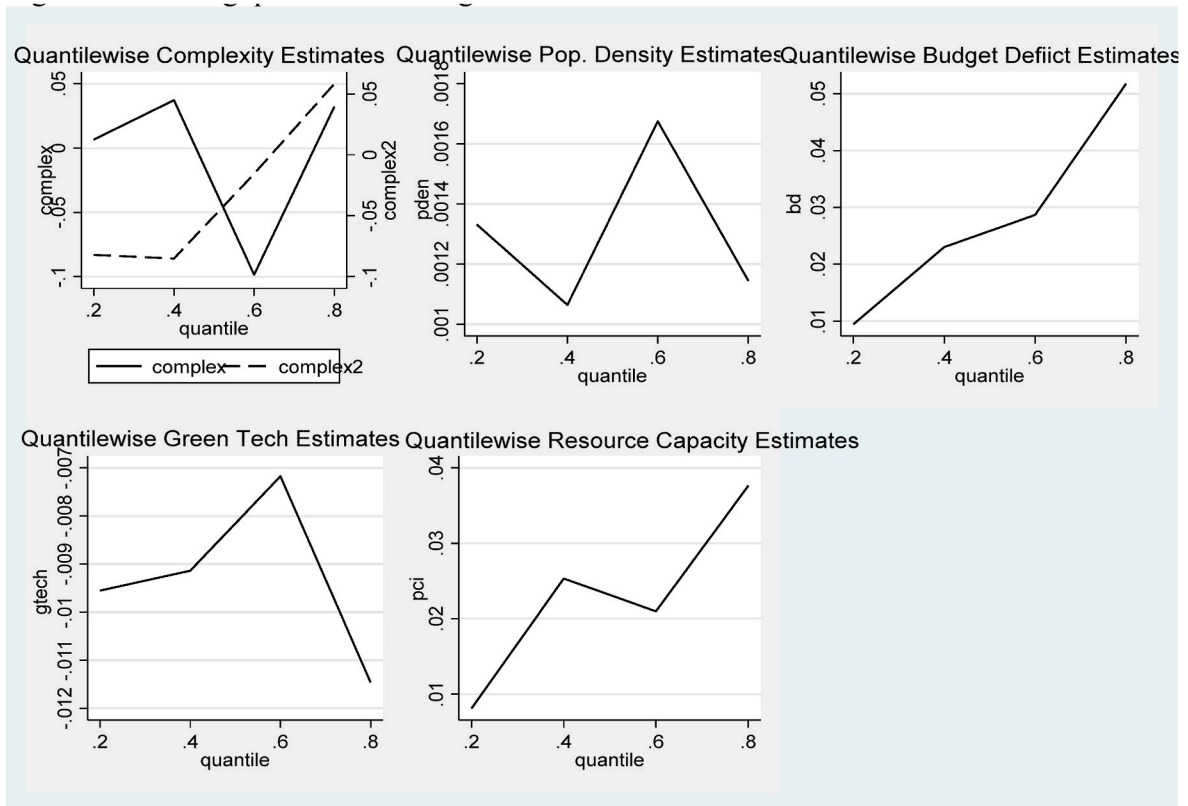 Quantilewise Complexity Estimates
.05
0
-.05
-.1
complex
.05
0
-.05
-.1
complex2
.2 .4 .6 .8
quantile
complex complex2
Quantilewise Pop. Density Estimates
.0018
.0016
.0014
.0012
.001
pden
.2 .4 .6 .8
quantile
Quantilewise Budget Defiict Estimates
.05
.04
.03
.02
.01
bd
.2 .4 .6 .8
quantile
Quantilewise Green Tech Estimates
-.007
-.008
-.009
-.01
-.011
-.012
gtech
.2 .4 .6 .8
quantile
Quantilewise Resource Capacity Estimates
.04
.03
.02
.01
pci
.2 .4 .6 .8
quantile